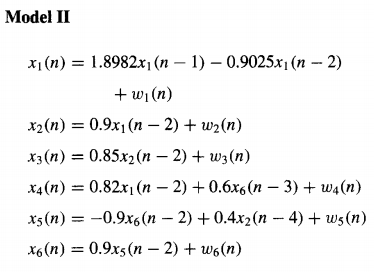 Model II
x₁(n) = 1.8982x₁(n − 1) − 0.9025x₁(n − 2)
+ w₁(n)
x₂(n) = 0.9x₁(n − 2) + w₂(n)
x₃(n) = 0.85x₂(n − 2) + w₃(n)
x₄(n) = 0.82x₁(n − 2) + 0.6x₆(n − 3) + w₄(n)
x₅(n) = −0.9x₆(n − 2) + 0.4x₂(n − 4) + w₅(n)
x₆(n) = 0.9x₅(n − 2) + w₆(n)